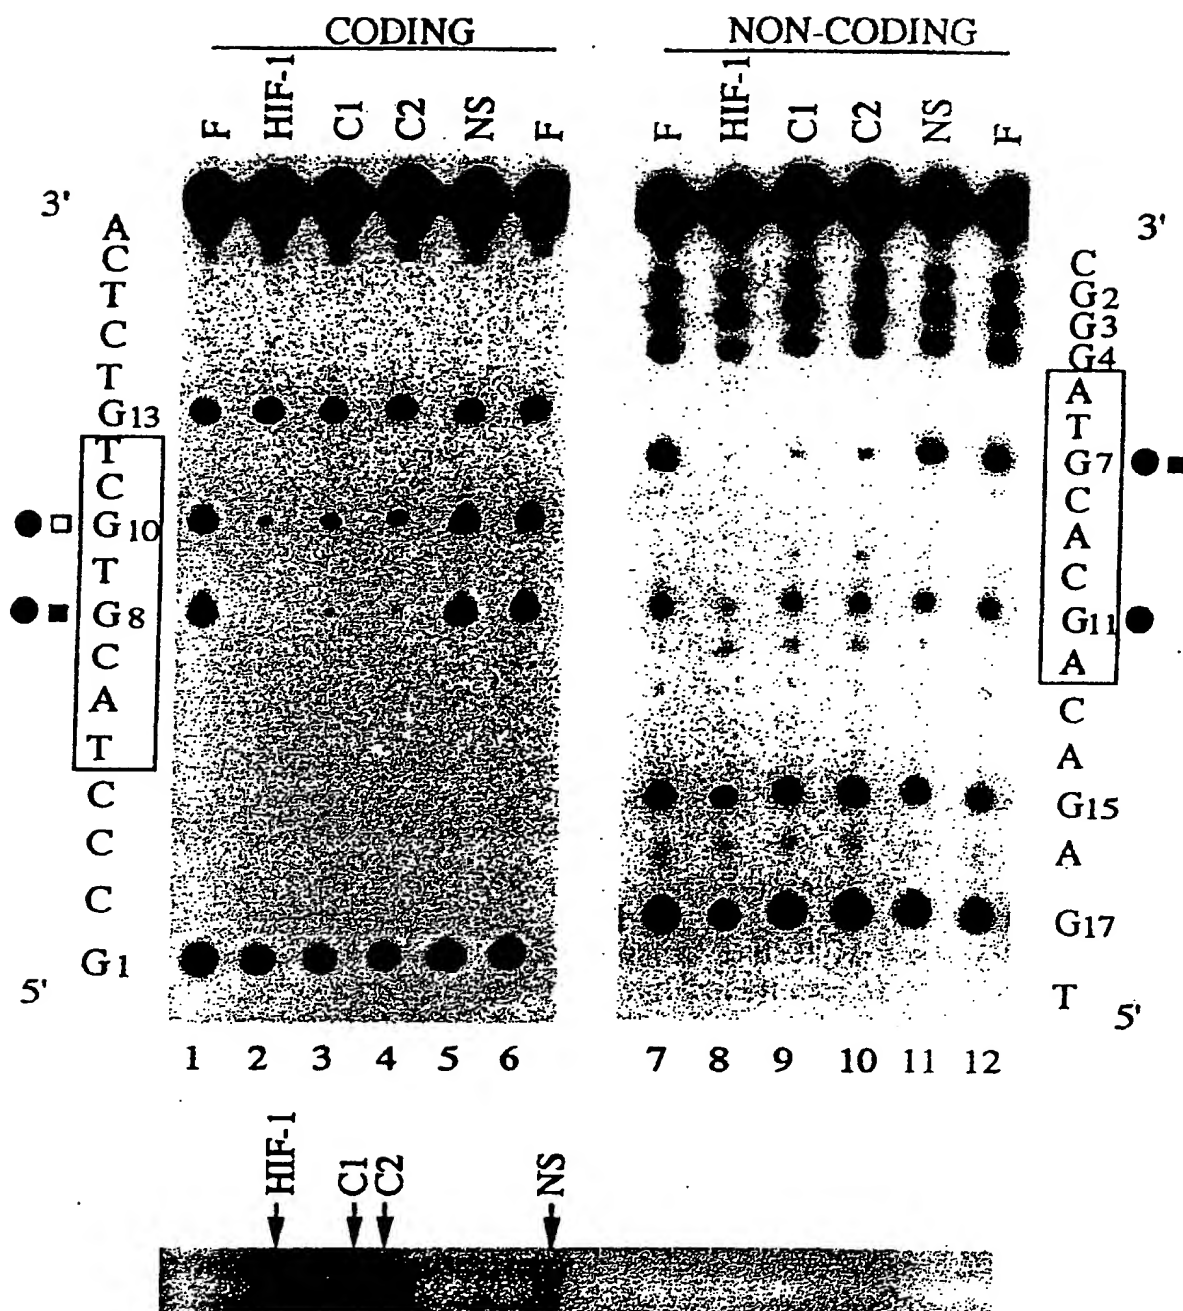 CODING
NON-CODING
F HIF-1 C1 C2 NS F
F HIF-1 C1 C2 NS F
3'
A
C
T
C
T
G13
T
C
G10
T
G8
C
A
T
C
C
C
G1
5'
3'
C
G2
G3
G4
A
T
G7
C
A
C
G11
A
C
A
G15
A
G17
T
5'
1 2 3 4 5 6
7 8 9 10 11 12
HIF-1 C1 C2 NS